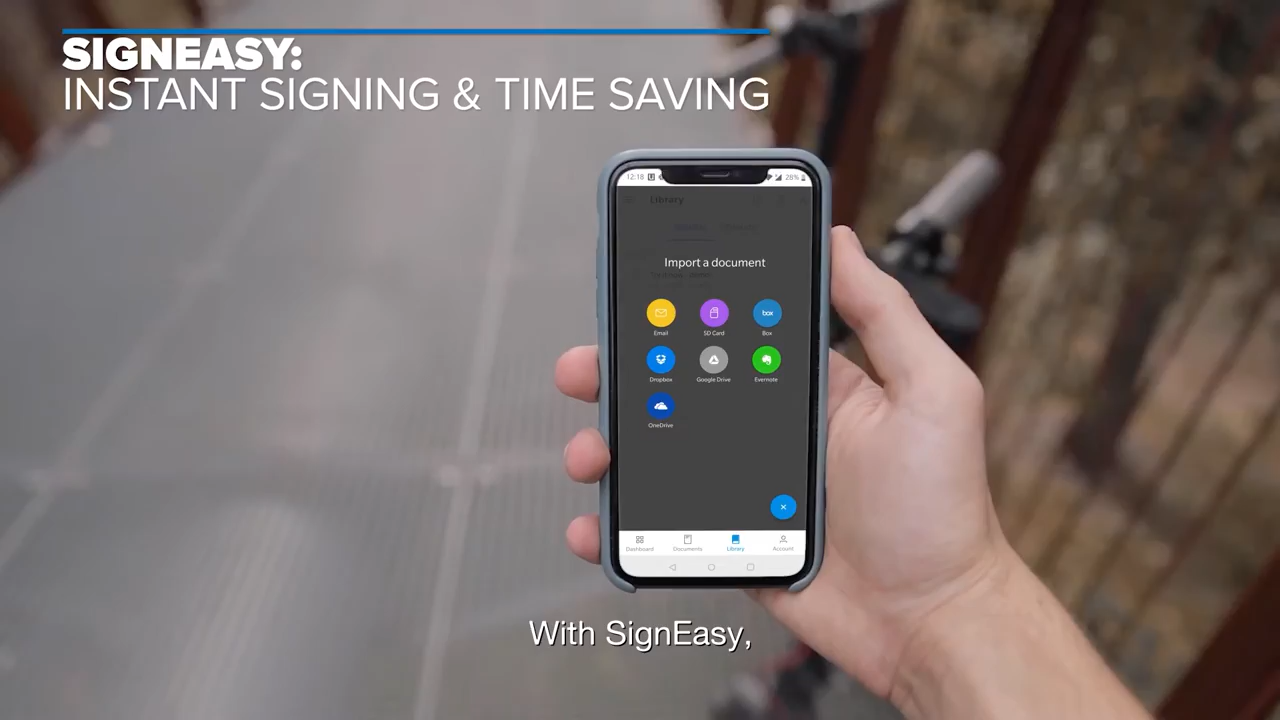 SIGNEASY:
INSTANT SIGNING & TIME SAVING
12:18
28%
Library
Import a document
Email
SD Card
box
Box
Dropbox
Google Drive
Evernote
OneDrive
Dashboard
Documents
Library
Account
With SignEasy,